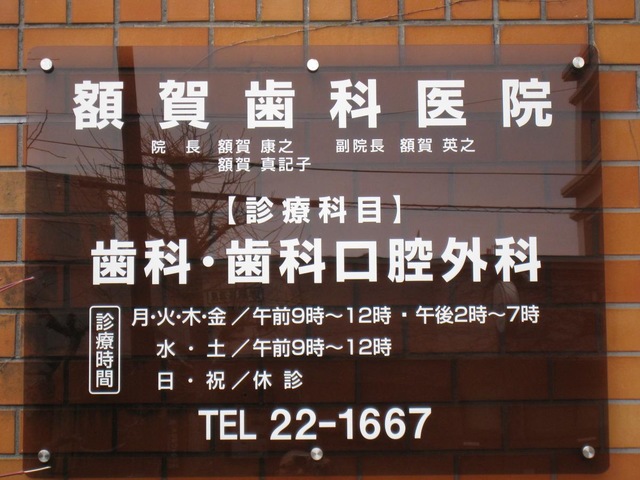 額賀歯科医院
院長 額賀 康之 副院長 額賀 英之
額賀 真記子
【診療科目】
歯科・歯科口腔外科
診療時間
月・火・木・金／午前9時～12時・午後2時～7時
水・土／午前9時～12時
日・祝／休診
TEL 22-1667